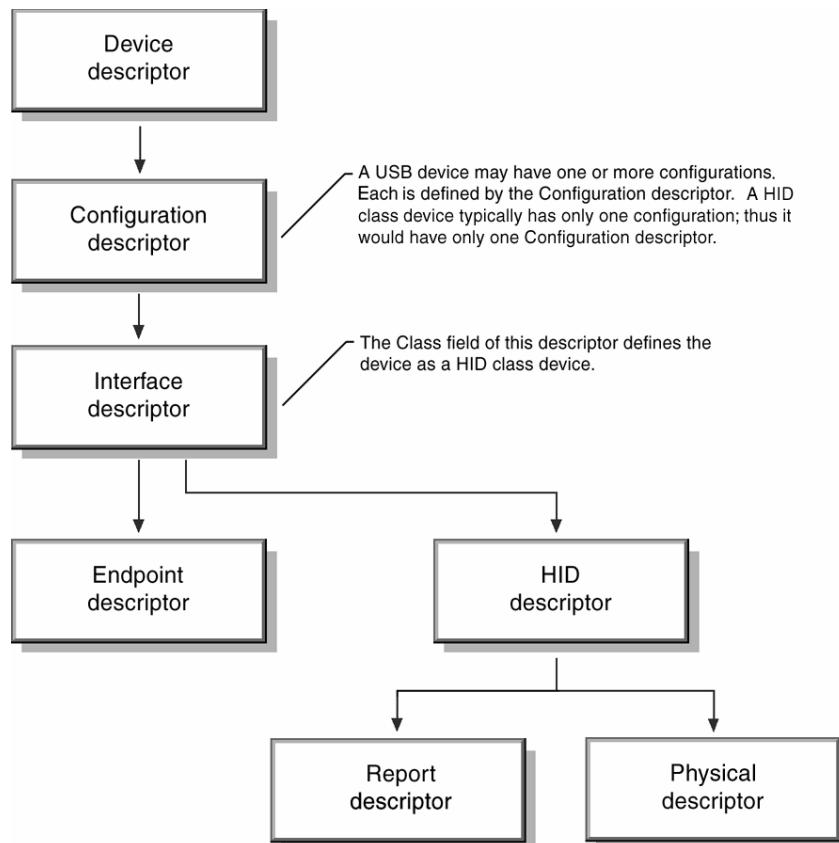 Device
descriptor
Configuration
descriptor
A USB device may have one or more configurations.
Each is defined by the Configuration descriptor. A HID
class device typically has only one configuration; thus it
would have only one Configuration descriptor.
Interface
descriptor
The Class field of this descriptor defines the
device as a HID class device.
Endpoint
descriptor
HID
descriptor
Report
descriptor
Physical
descriptor